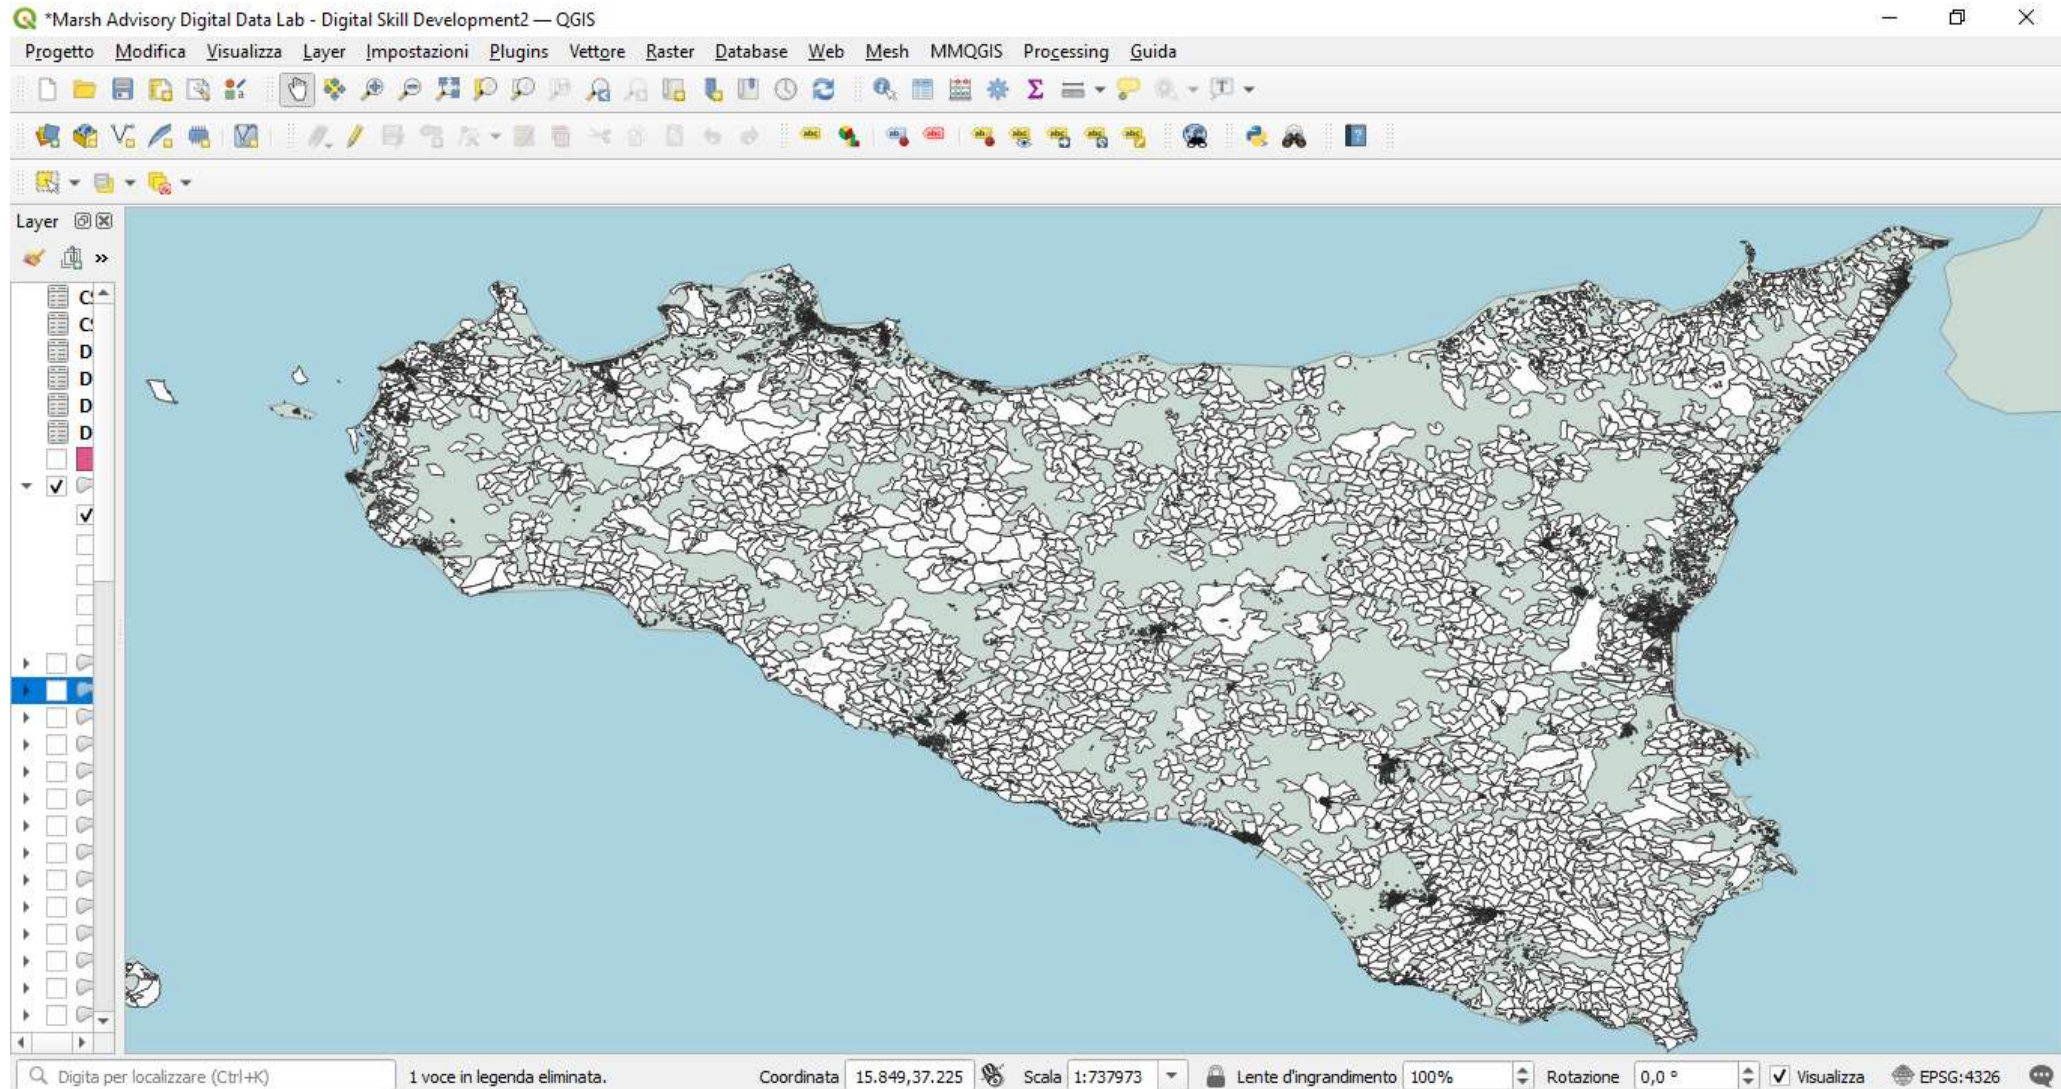 *Marsh Advisory Digital Data Lab - Digital Skill Development2 — QGIS
Progetto Modifica Visualizza Layer Impostazioni Plugins Vettore Raster Database Web Mesh MMQGIS Processing Guida
Layer
»
D
D
D
D
Digita per localizzare (Ctrl+K) 1 voce in legenda eliminata. Coordinata 15.849,37.225 Scala 1:737973 Lente d'ingrandimento 100% Rotazione 0,0 ° Visualizza EPSG:4326